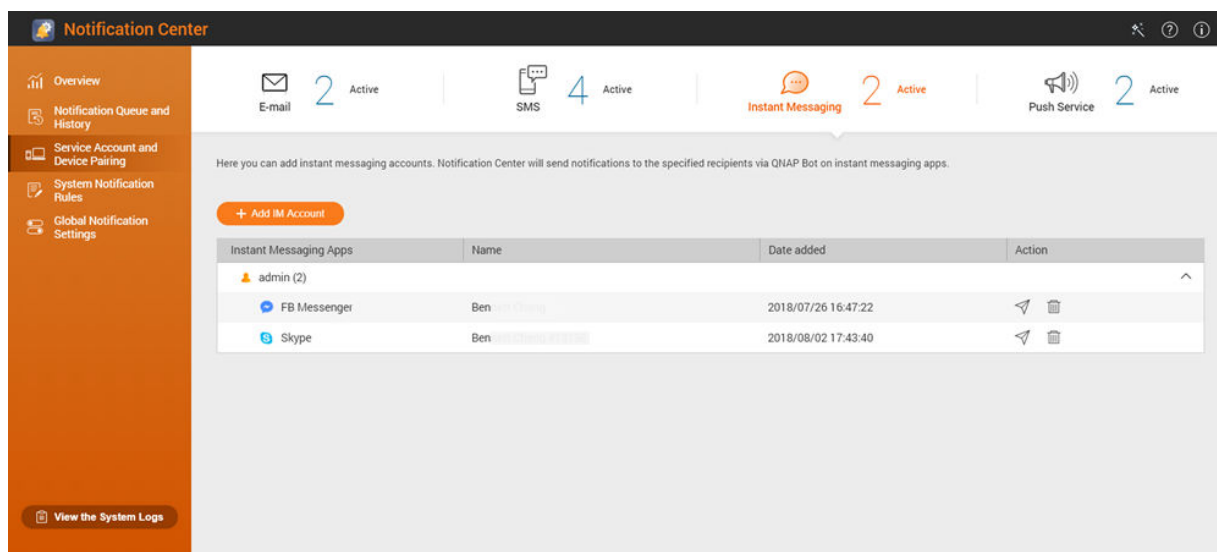 Notification Center
Overview
Notification Queue and
History
Service Account and
Device Pairing
System Notification
Rules
Global Notification
Settings
View the System Logs
E-mail 2 Active
SMS 4 Active
Instant Messaging 2 Active
Push Service 2 Active
Here you can add instant messaging accounts. Notification Center will send notifications to the specified recipients via QNAP Bot on instant messaging apps.
+ Add IM Account
Instant Messaging Apps Name Date added Action
admin (2)
FB Messenger Ben 2018/07/26 16:47:22
Skype Ben 2018/08/02 17:43:40